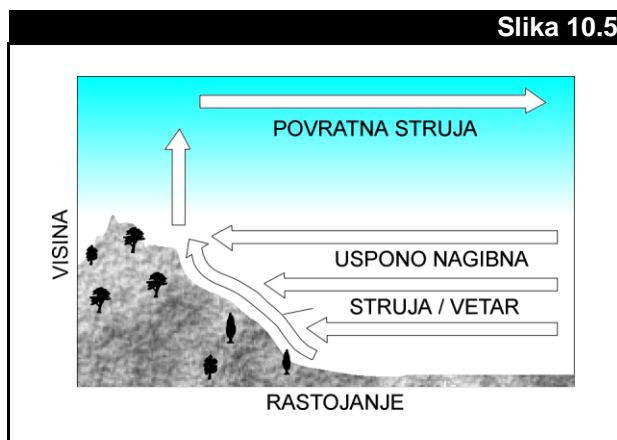 Slika 10.5
POVRATNA STRUJA
VISINA
USPONO NAGIBNA
STRUJA / VETAR
RASTOJANJE